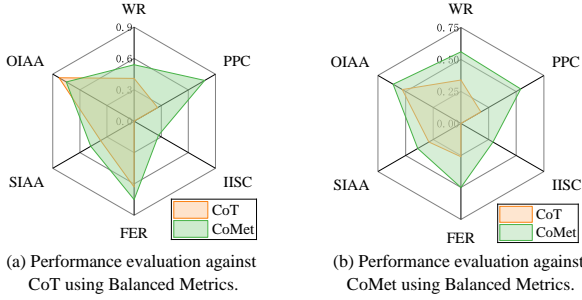 WR
0.9
0.6
0.3
0.0
OIAA
PPC
SIAA
IISC
FER
CoT
CoMet
(a) Performance evaluation against
CoT using Balanced Metrics.
WR
0.75
0.50
0.25
0.00
OIAA
PPC
SIAA
IISC
FER
CoT
CoMet
(b) Performance evaluation against
CoMet using Balanced Metrics.